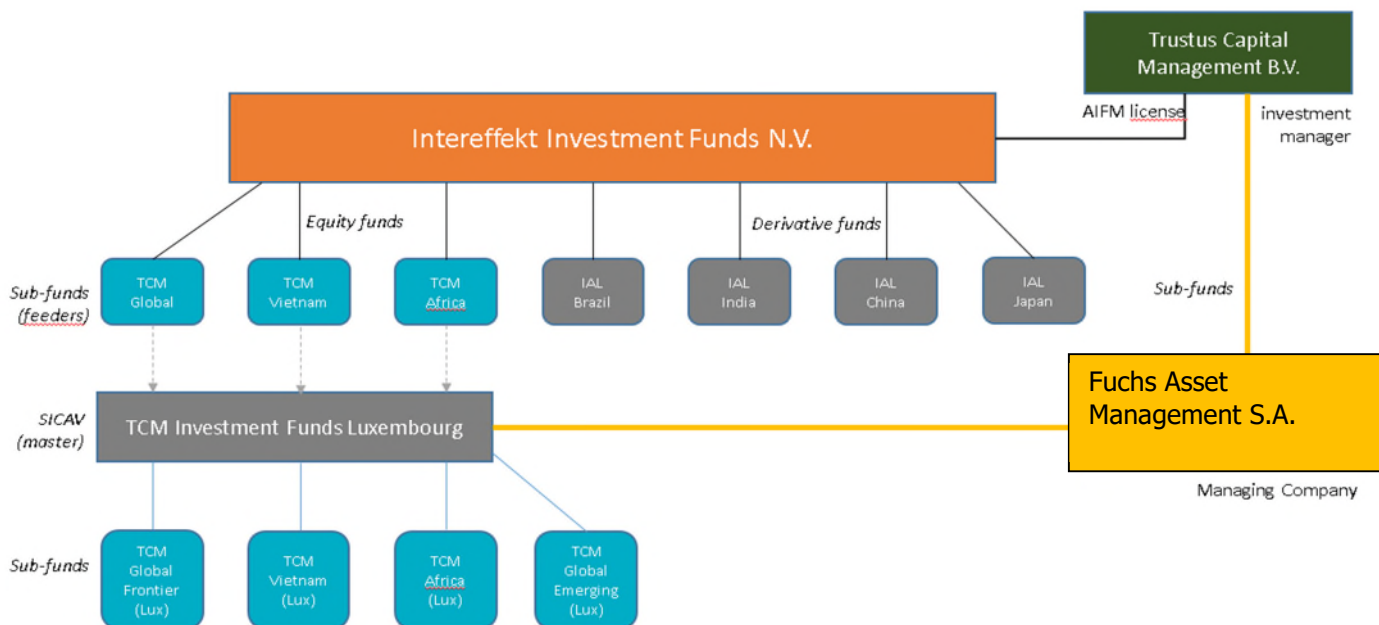 Trustus Capital
Management B.V.
AIFM license
investment
manager
Intereffekt Investment Funds N.V.
Equity funds
Derivative funds
Sub-funds
(feeders)
TCM
Global
TCM
Vietnam
TCM
Africa
IAL
Brazil
IAL
India
IAL
China
IAL
Japan
Sub-funds
Fuchs Asset
Management S.A.
Managing Company
SICAV
(master)
TCM Investment Funds Luxembourg
Sub-funds
TCM
Global
Frontier
(Lux)
TCM
Vietnam
(Lux)
TCM
Africa
(Lux)
TCM
Global
Emerging
(Lux)